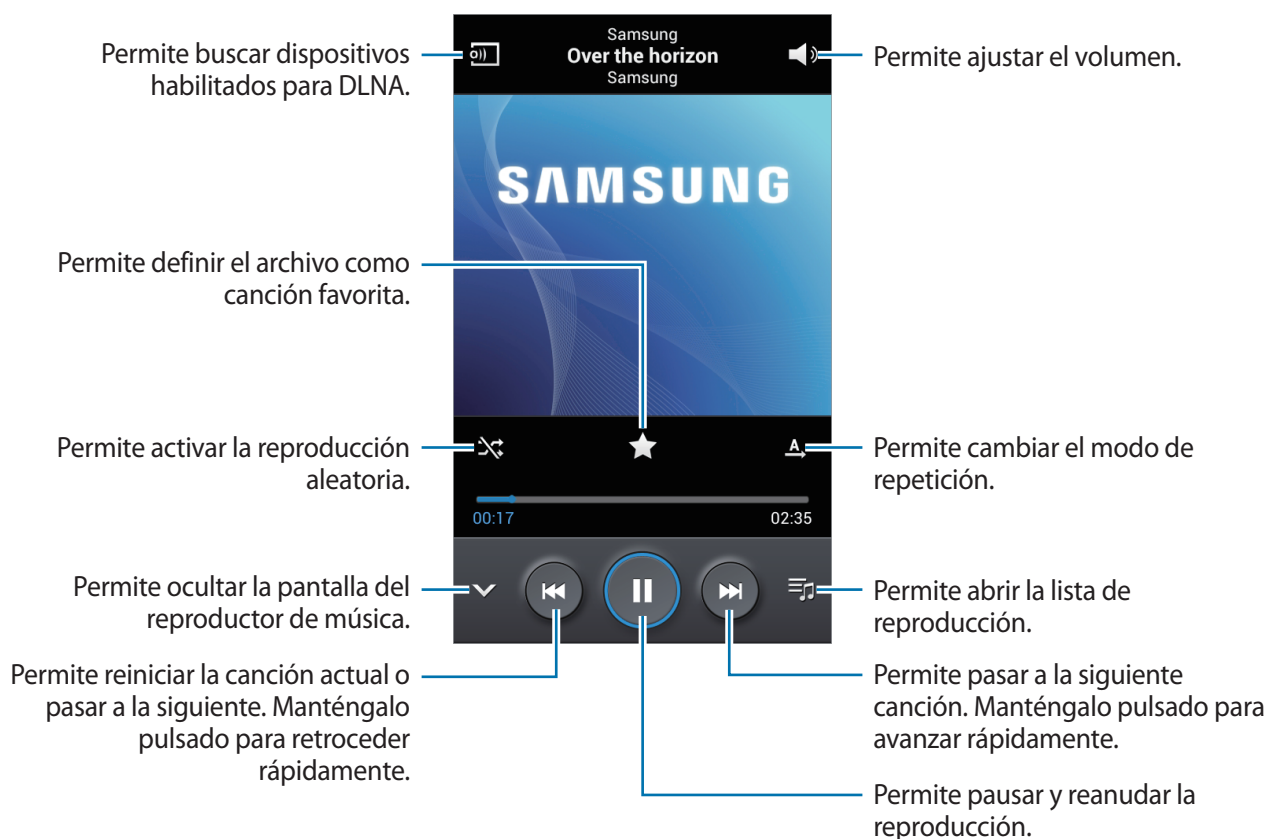 Samsung
Over the horizon
Samsung
Permite buscar dispositivos
habilitados para DLNA.
Permite ajustar el volumen.
SAMSUNG
Permite definir el archivo como
canción favorita.
Permite activar la reproducción
aleatoria.
A
Permite cambiar el modo de
repetición.
00:17
02:35
Permite ocultar la pantalla del
reproductor de música.
Permite abrir la lista de
reproducción.
Permite reiniciar la canción actual o
pasar a la siguiente. Manténgalo
pulsado para retroceder
rápidamente.
Permite pasar a la siguiente
canción. Manténgalo pulsado para
avanzar rápidamente.
Permite pausar y reanudar la
reproducción.